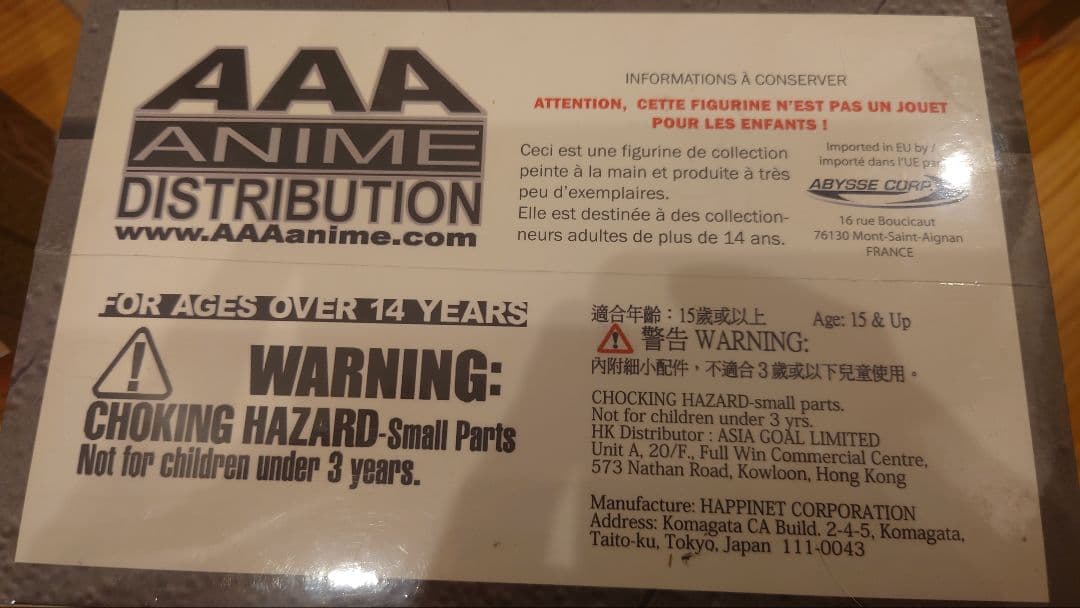 AAA
ANIME
DISTRIBUTION
www.AAAanime.com
INFORMATIONS À CONSERVER
ATTENTION, CETTE FIGURINE N'EST PAS UN JOUET
POUR LES ENFANTS !
Ceci est une figurine de collection
peinte à la main et produite à très
peu d'exemplaires.
Elle est destinée à des collection-
neurs adultes de plus de 14 ans.
Imported in EU by /
importé dans l'UE par
ABYSSE CORP.
16 rue Boucicaut
76130 Mont-Saint-Aignan
FRANCE
FOR AGES OVER 14 YEARS
WARNING:
CHOKING HAZARD-Small Parts
Not for children under 3 years.
適合年齡：15歲或以上 Age: 15 & Up
警告 WARNING:
內附細小配件，不適合3歲或以下兒童使用。
CHOCKING HAZARD-small parts.
Not for children under 3 yrs.
HK Distributor : ASIA GOAL LIMITED
Unit A, 20/F., Full Win Commercial Centre,
573 Nathan Road, Kowloon, Hong Kong
Manufacture: HAPPINET CORPORATION
Address: Komagata CA Build. 2-4-5, Komagata,
Taito-ku, Tokyo, Japan 111-0043